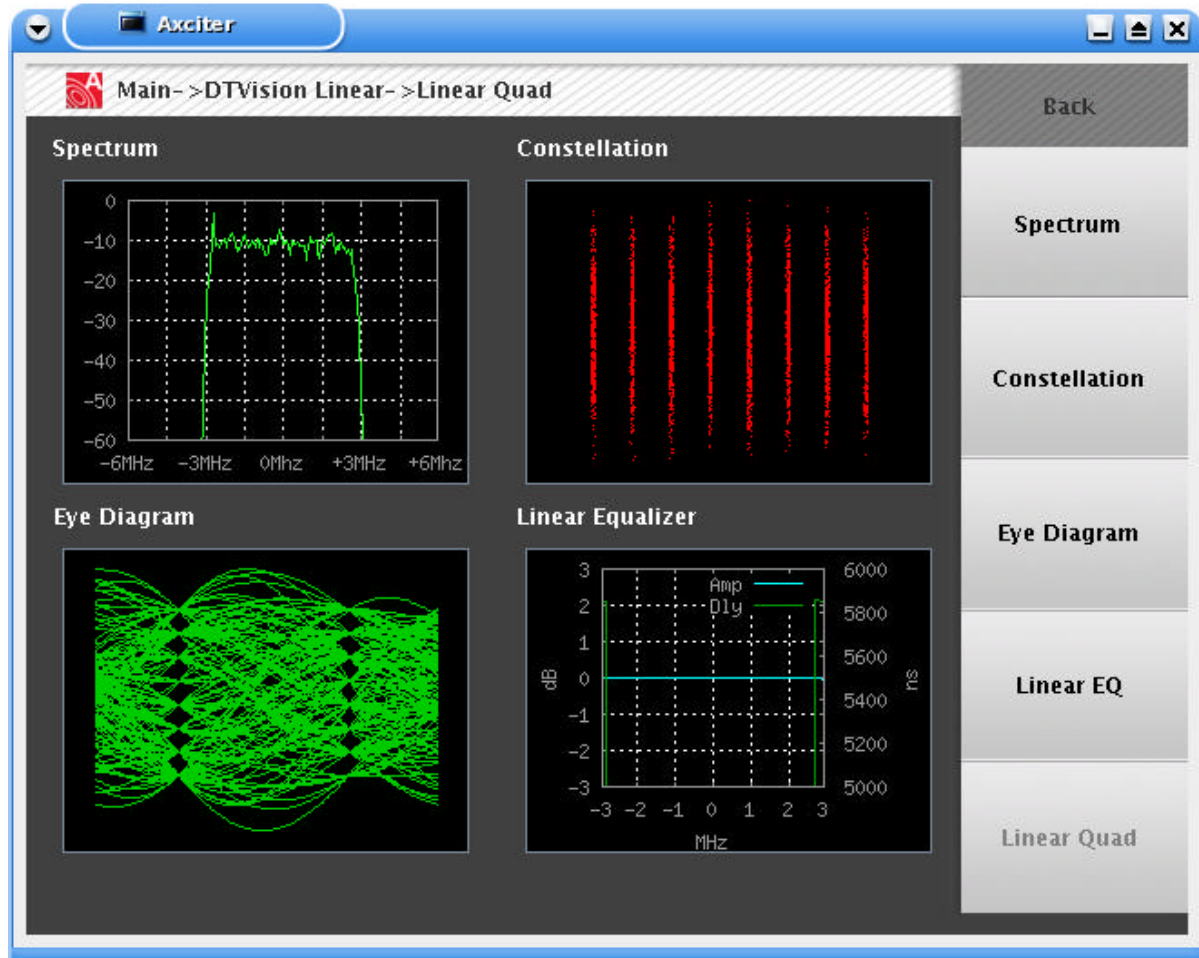 Axciter
Main->DTVision Linear->Linear Quad
Back
Spectrum
0
-10
-20
-30
-40
-50
-60
-6MHz -3MHz 0Mhz +3MHz +6Mhz
Constellation
Eye Diagram
Linear Equalizer
Amp
Dly
3
2
1
0
-1
-2
-3
dB
6000
5800
5600
5400
5200
5000
ns
-3 -2 -1 0 1 2 3
MHz
Spectrum
Constellation
Eye Diagram
Linear EQ
Linear Quad
A